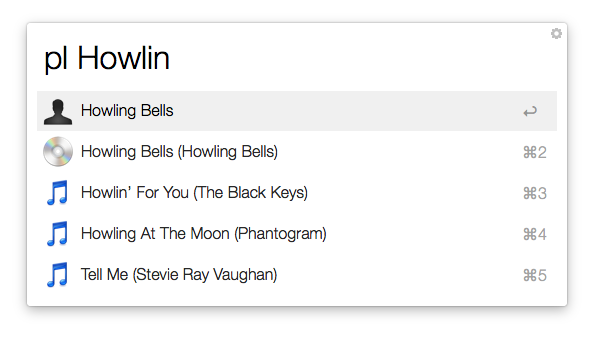 pl Howlin
Howling Bells ↩
Howling Bells (Howling Bells) ⌘2
Howlin’ For You (The Black Keys) ⌘3
Howling At The Moon (Phantogram) ⌘4
Tell Me (Stevie Ray Vaughan) ⌘5